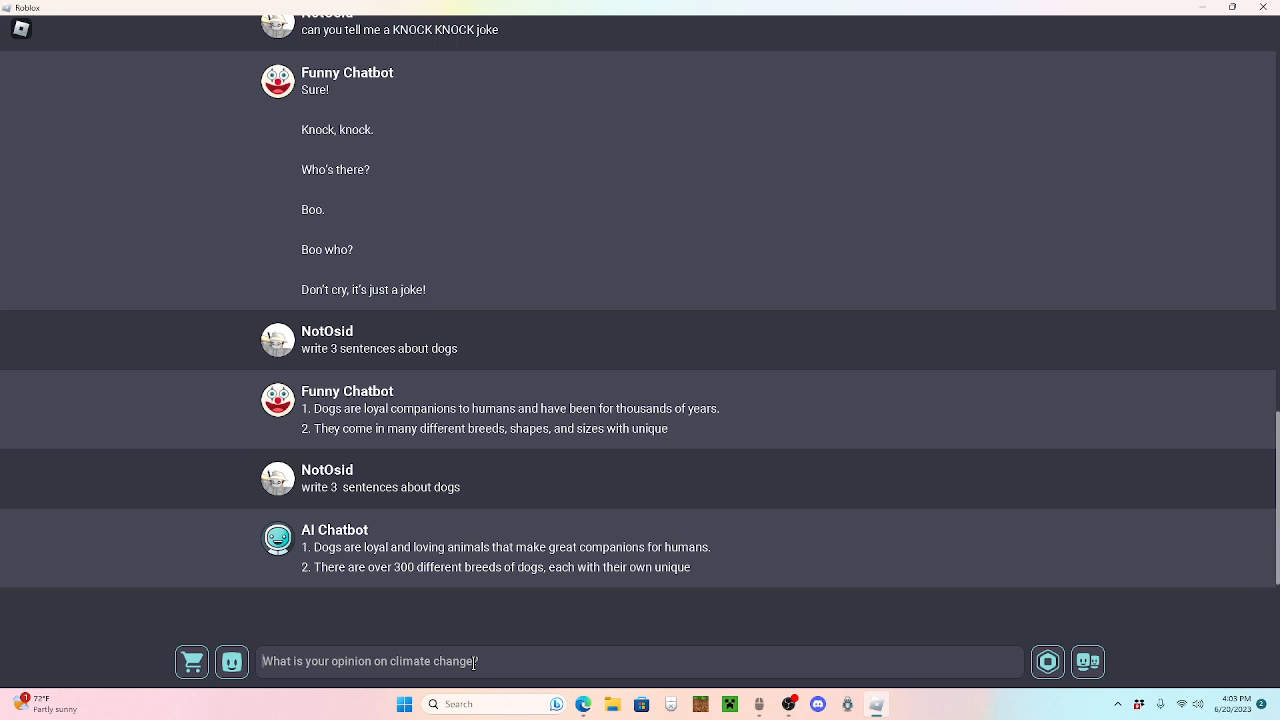 Roblox
NotOsid
can you tell me a KNOCK KNOCK joke
Funny Chatbot
Sure!
Knock, knock.
Who's there?
Boo.
Boo who?
Don't cry, it's just a joke!
NotOsid
write 3 sentences about dogs
Funny Chatbot
1. Dogs are loyal companions to humans and have been for thousands of years.
2. They come in many different breeds, shapes, and sizes with unique
NotOsid
write 3  sentences about dogs
AI Chatbot
1. Dogs are loyal and loving animals that make great companions for humans.
2. There are over 300 different breeds of dogs, each with their own unique
What is your opinion on climate change?
1
72°F
Partly sunny
Search
4:03 PM
6/20/2023
2